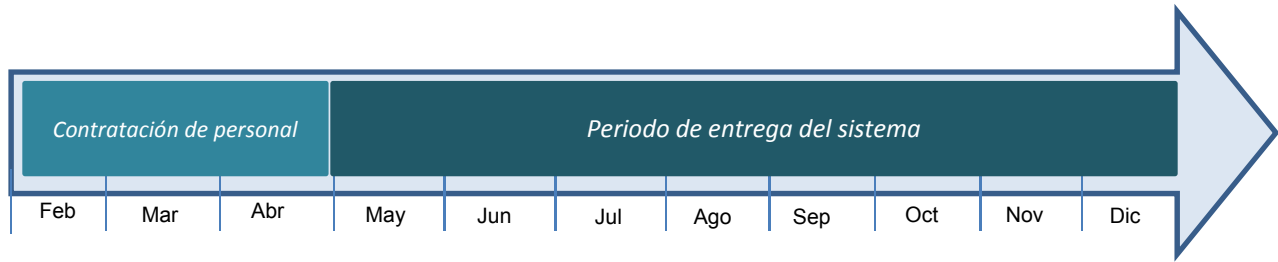 Contratación de personal
Periodo de entrega del sistema
Feb Mar Abr May Jun Jul Ago Sep Oct Nov Dic